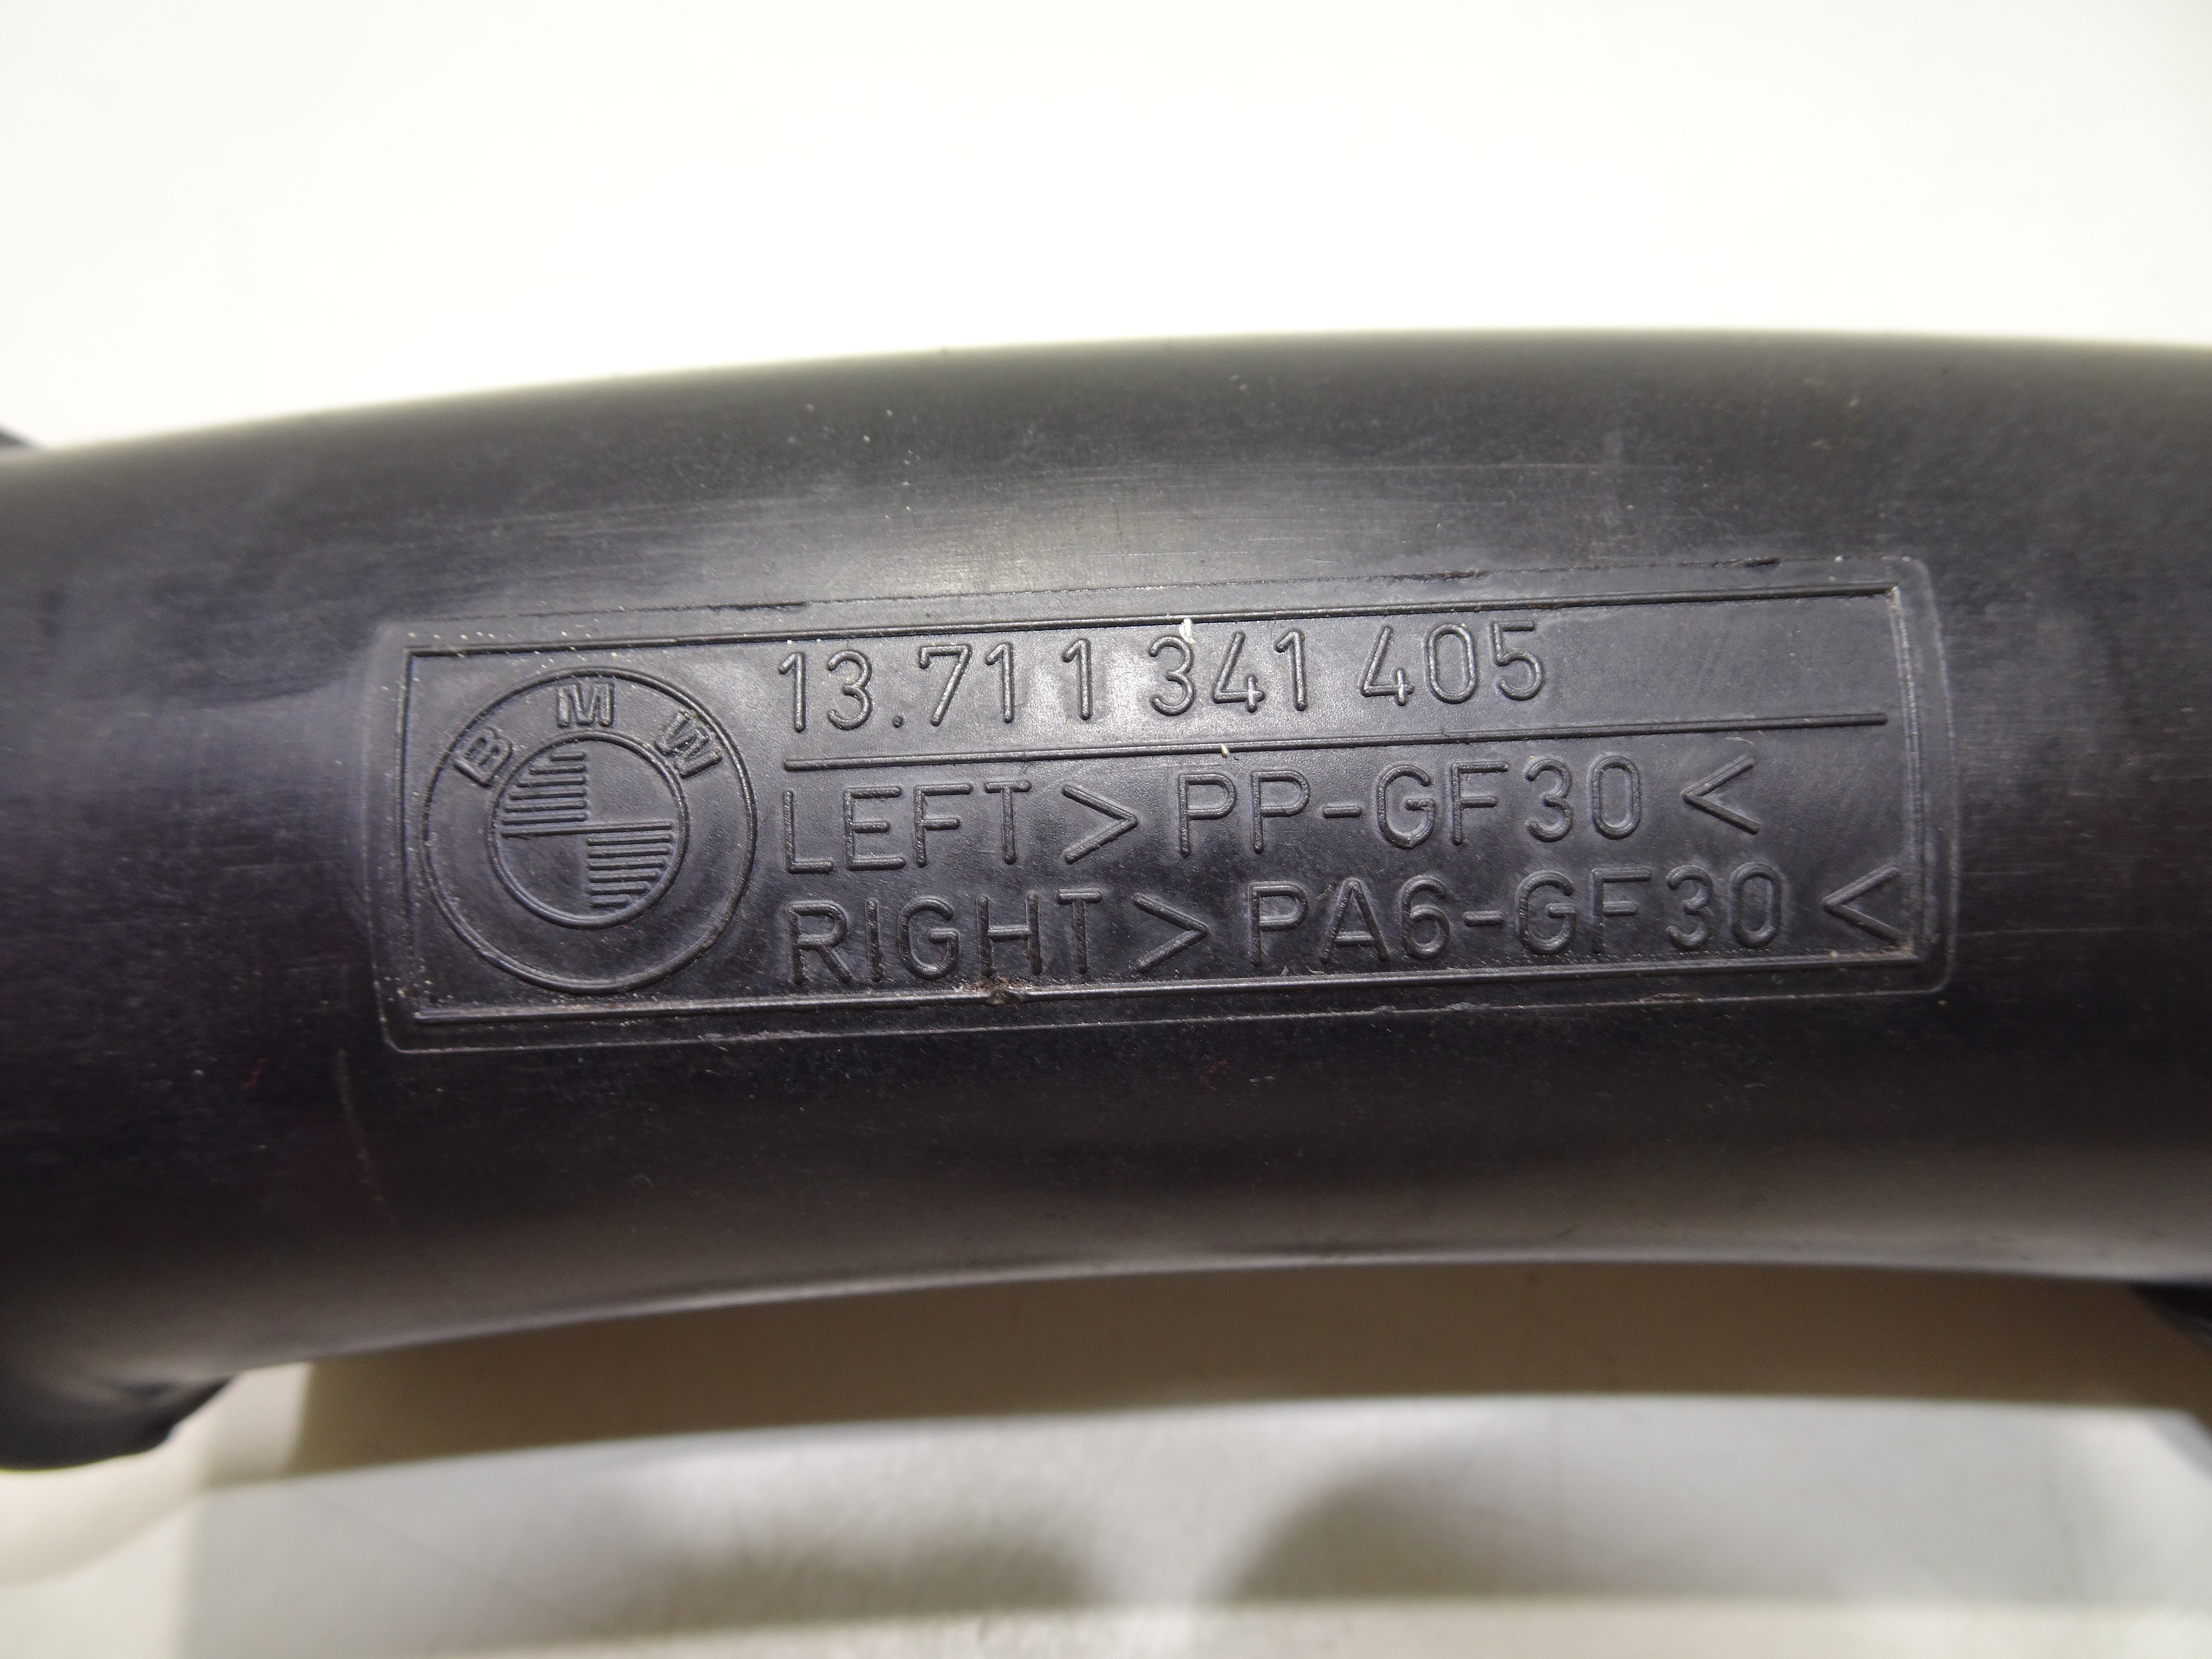 BMW
13.71 1 341 405
LEFT>PP-GF30<
RIGHT>PA6-GF30<